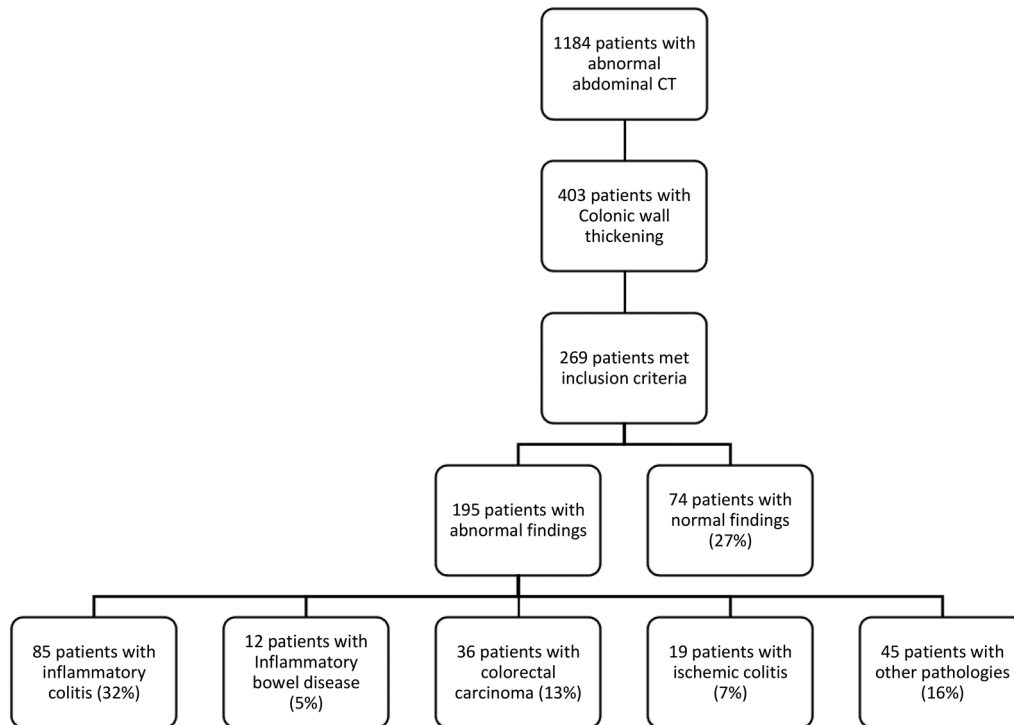 1184 patients with
abnormal
abdominal CT
403 patients with
Colonic wall
thickening
269 patients met
inclusion criteria
195 patients with
abnormal findings
74 patients with
normal findings
(27%)
85 patients with
inflammatory
colitis (32%)
12 patients with
Inflammatory
bowel disease
(5%)
36 patients with
colorectal
carcinoma (13%)
19 patients with
ischemic colitis
(7%)
45 patients with
other pathologies
(16%)